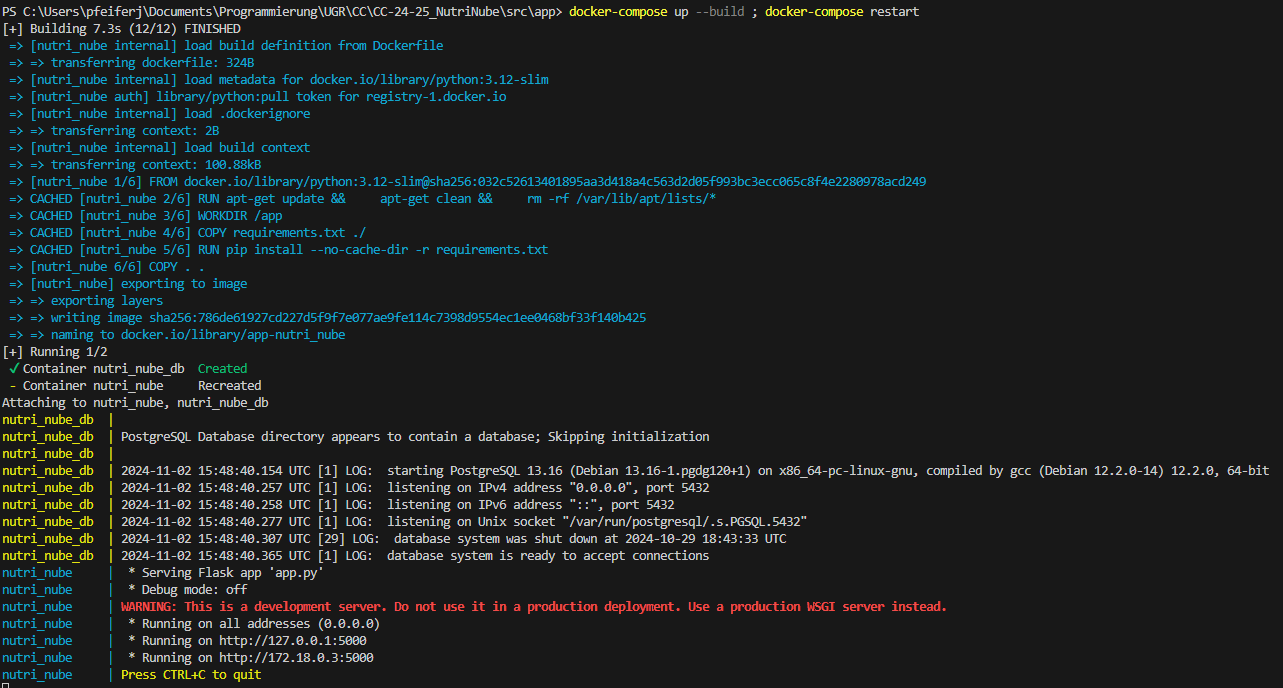 PS C:\Users\pfeiferj\Documents\Programmierung\UGR\CC\CC-24-25_NutriNube\src\app> docker-compose up --build ; docker-compose restart
[+] Building 7.3s (12/12) FINISHED
=> [nutri_nube internal] load build definition from Dockerfile
=> => transferring dockerfile: 324B
=> [nutri_nube internal] load metadata for docker.io/library/python:3.12-slim
=> [nutri_nube auth] library/python:pull token for registry-1.docker.io
=> [nutri_nube internal] load .dockerignore
=> => transferring context: 2B
=> [nutri_nube internal] load build context
=> => transferring context: 100.88kB
=> [nutri_nube 1/6] FROM docker.io/library/python:3.12-slim@sha256:032c52613401895aa3d418a4c563d2d05f993bc3ecc065c8f4e2280978acd249
=> CACHED [nutri_nube 2/6] RUN apt-get update &&     apt-get clean &&     rm -rf /var/lib/apt/lists/*
=> CACHED [nutri_nube 3/6] WORKDIR /app
=> CACHED [nutri_nube 4/6] COPY requirements.txt ./
=> CACHED [nutri_nube 5/6] RUN pip install --no-cache-dir -r requirements.txt
=> [nutri_nube 6/6] COPY . .
=> [nutri_nube] exporting to image
=> => exporting layers
=> => writing image sha256:786de61927cd227d5f9f7e077ae9fe114c7398d9554ec1ee0468bf33f140b425
=> => naming to docker.io/library/app-nutri_nube
[+] Running 1/2
✓ Container nutri_nube_db  Created
- Container nutri_nube     Recreated
Attaching to nutri_nube, nutri_nube_db
nutri_nube_db  |
nutri_nube_db  | PostgreSQL Database directory appears to contain a database; Skipping initialization
nutri_nube_db  |
nutri_nube_db  | 2024-11-02 15:48:40.154 UTC [1] LOG:  starting PostgreSQL 13.16 (Debian 13.16-1.pgdg120+1) on x86_64-pc-linux-gnu, compiled by gcc (Debian 12.2.0-14) 12.2.0, 64-bit
nutri_nube_db  | 2024-11-02 15:48:40.257 UTC [1] LOG:  listening on IPv4 address "0.0.0.0", port 5432
nutri_nube_db  | 2024-11-02 15:48:40.258 UTC [1] LOG:  listening on IPv6 address "::", port 5432
nutri_nube_db  | 2024-11-02 15:48:40.277 UTC [1] LOG:  listening on Unix socket "/var/run/postgresql/.s.PGSQL.5432"
nutri_nube_db  | 2024-11-02 15:48:40.307 UTC [29] LOG:  database system was shut down at 2024-10-29 18:43:33 UTC
nutri_nube_db  | 2024-11-02 15:48:40.365 UTC [1] LOG:  database system is ready to accept connections
nutri_nube     |  * Serving Flask app 'app.py'
nutri_nube     |  * Debug mode: off
nutri_nube     | WARNING: This is a development server. Do not use it in a production deployment. Use a production WSGI server instead.
nutri_nube     |  * Running on all addresses (0.0.0.0)
nutri_nube     |  * Running on http://127.0.0.1:5000
nutri_nube     |  * Running on http://172.18.0.3:5000
nutri_nube     | Press CTRL+C to quit